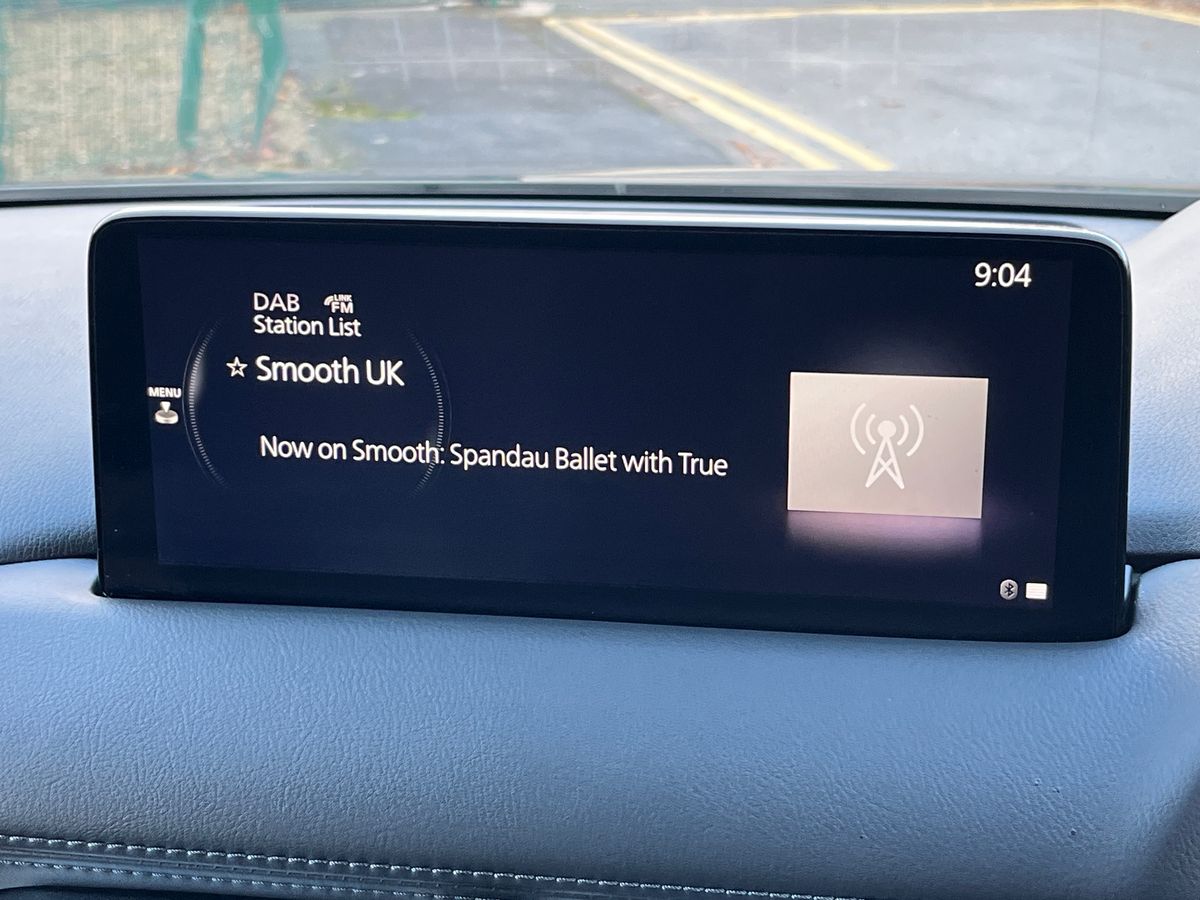 9:04
DAB LINK FM
Station List
☆ Smooth UK
MENU
Now on Smooth: Spandau Ballet with True